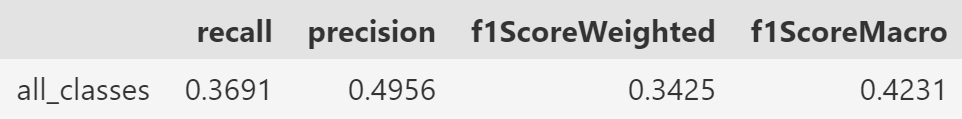 recall precision f1ScoreWeighted f1ScoreMacro
all_classes 0.3691 0.4956 0.3425 0.4231